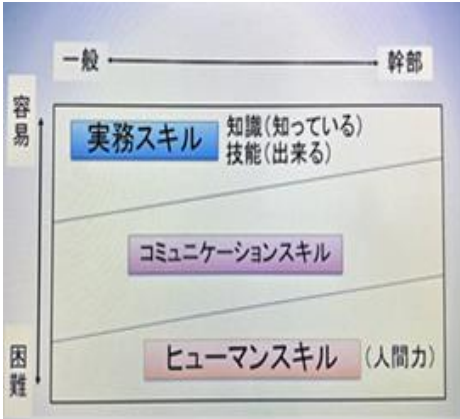 一般 幹部
容易
実務スキル 知識(知っている)
技能(出来る)
コミュニケーションスキル
困難
ヒューマンスキル (人間力)